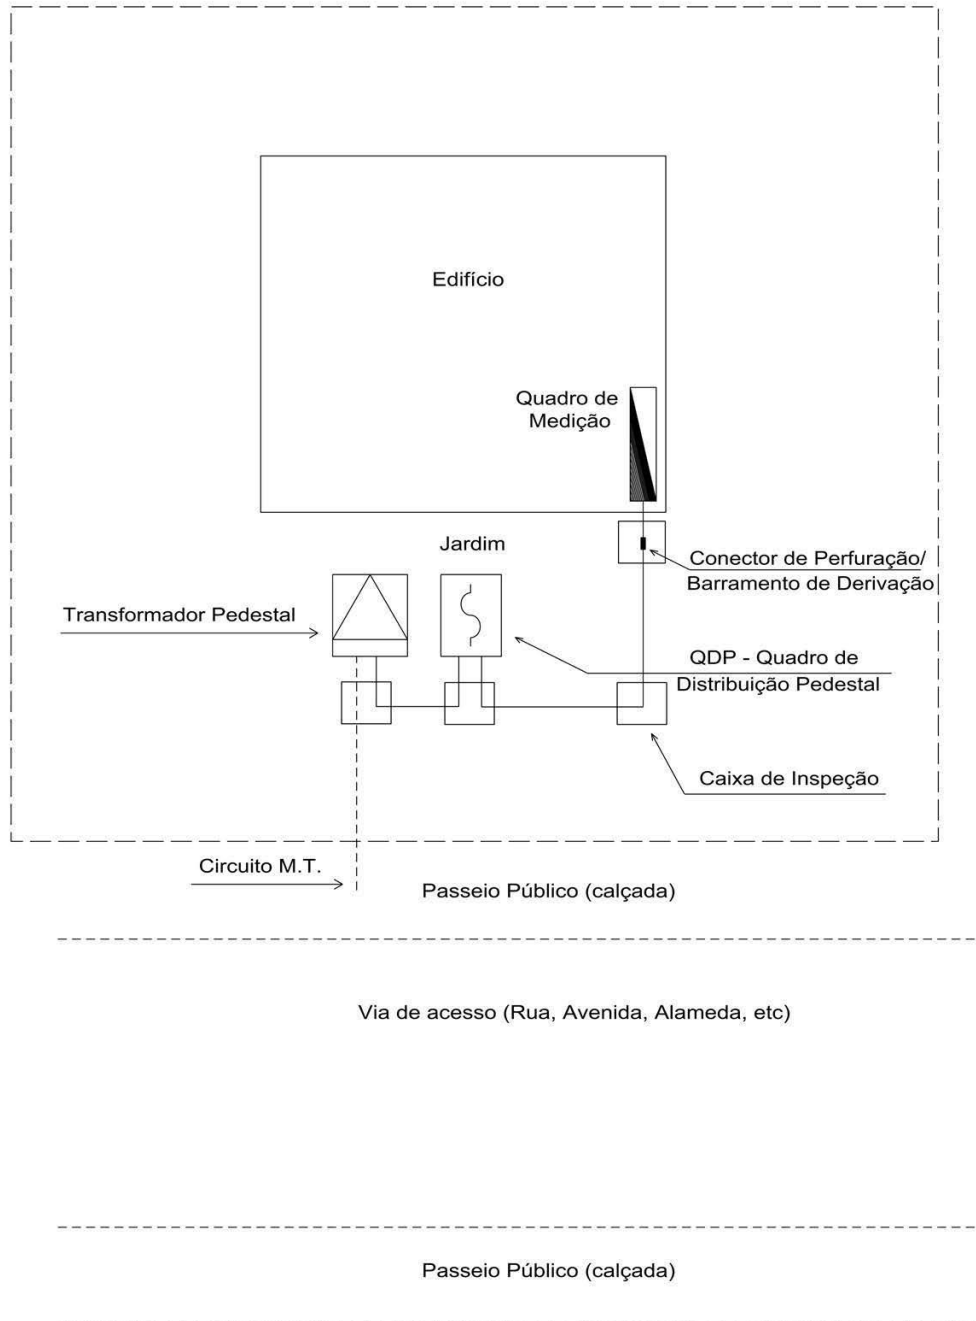 Edifício
Quadro de
Medição
Jardim
Conector de Perfuração/
Barramento de Derivação
Transformador Pedestal
QDP - Quadro de
Distribuição Pedestal
Caixa de Inspeção
Circuito M.T.
Passeio Público (calçada)
Via de acesso (Rua, Avenida, Alameda, etc)
Passeio Público (calçada)